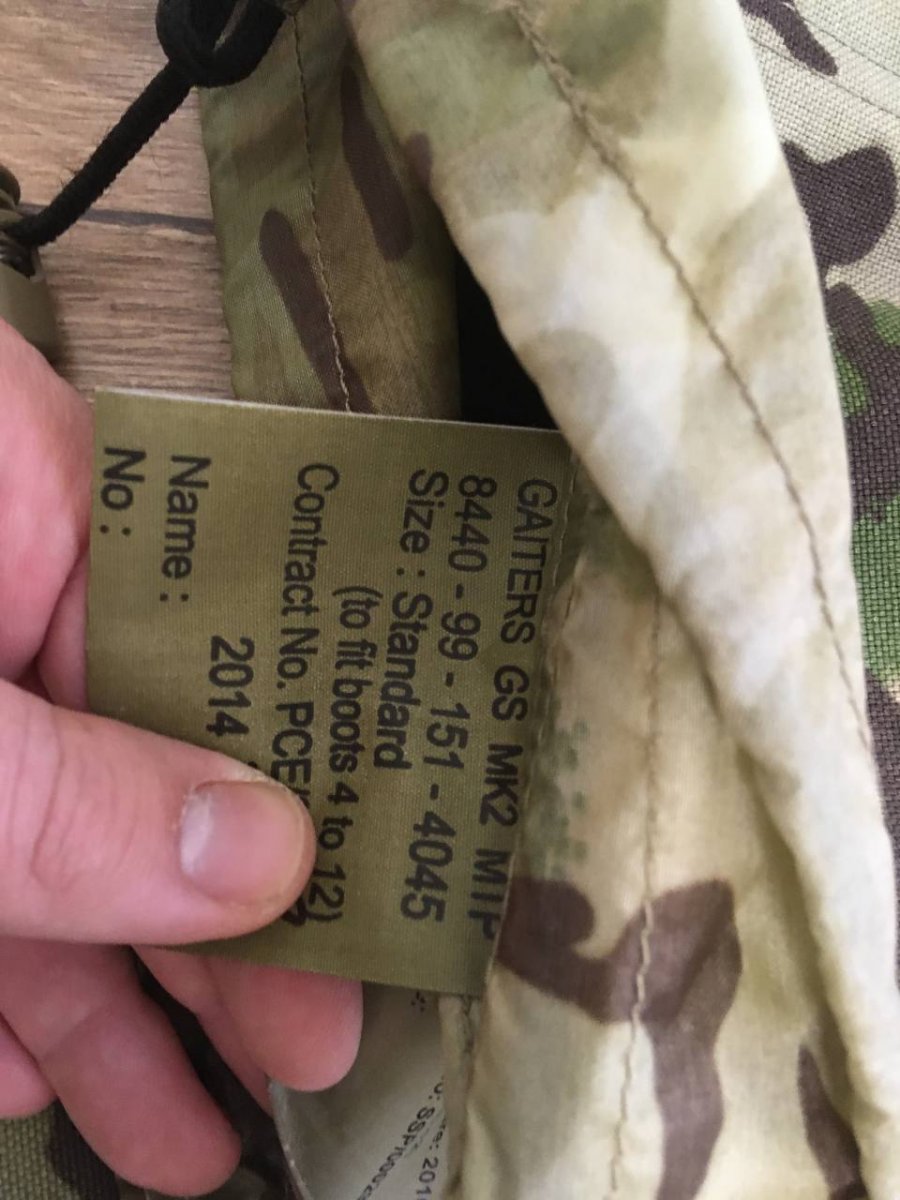 GAITERS GS MK2
8440 - 99 - 151 - 4045
Size : Standard
(to fit boots 4 to 12)
Contract No.
2014
Name :
No :